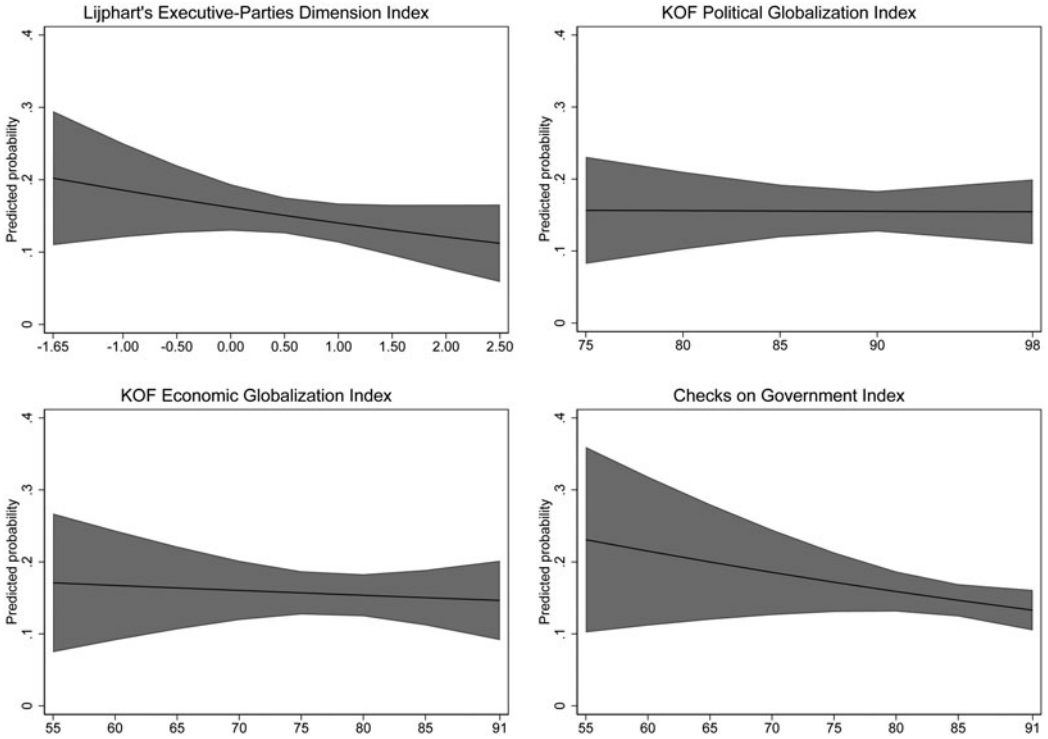 Lijphart's Executive-Parties Dimension Index
Predicted probability
0 .1 .2 .3 .4
-1.65 -1.00 -0.50 0.00 0.50 1.00 1.50 2.00 2.50
KOF Political Globalization Index
Predicted probability
0 .1 .2 .3 .4
75 80 85 90 98
KOF Economic Globalization Index
Predicted probability
0 .1 .2 .3 .4
55 60 65 70 75 80 85 91
Checks on Government Index
Predicted probability
0 .1 .2 .3 .4
55 60 65 70 75 80 85 91